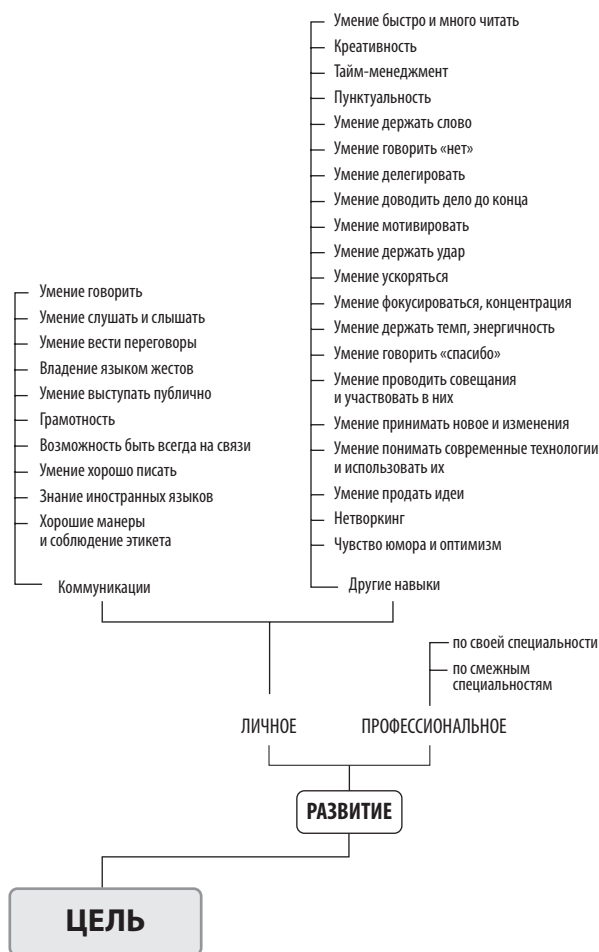 Умение быстро и много читать
Креативность
Тайм-менеджмент
Пунктуальность
Умение держать слово
Умение говорить «нет»
Умение делегировать
Умение доводить дело до конца
Умение мотивировать
Умение держать удар
Умение ускоряться
Умение фокусироваться, концентрация
Умение держать темп, энергичность
Умение говорить «спасибо»
Умение проводить совещания
и участвовать в них
Умение принимать новое и изменения
Умение понимать современные технологии
и использовать их
Умение продать идеи
Нетворкинг
Чувство юмора и оптимизм
Другие навыки
Умение говорить
Умение слушать и слышать
Умение вести переговоры
Владение языком жестов
Умение выступать публично
Грамотность
Возможность быть всегда на связи
Умение хорошо писать
Знание иностранных языков
Хорошие манеры
и соблюдение этикета
Коммуникации
по своей специальности
по смежным
специальностям
ЛИЧНОЕ
ПРОФЕССИОНАЛЬНОЕ
РАЗВИТИЕ
ЦЕЛЬ